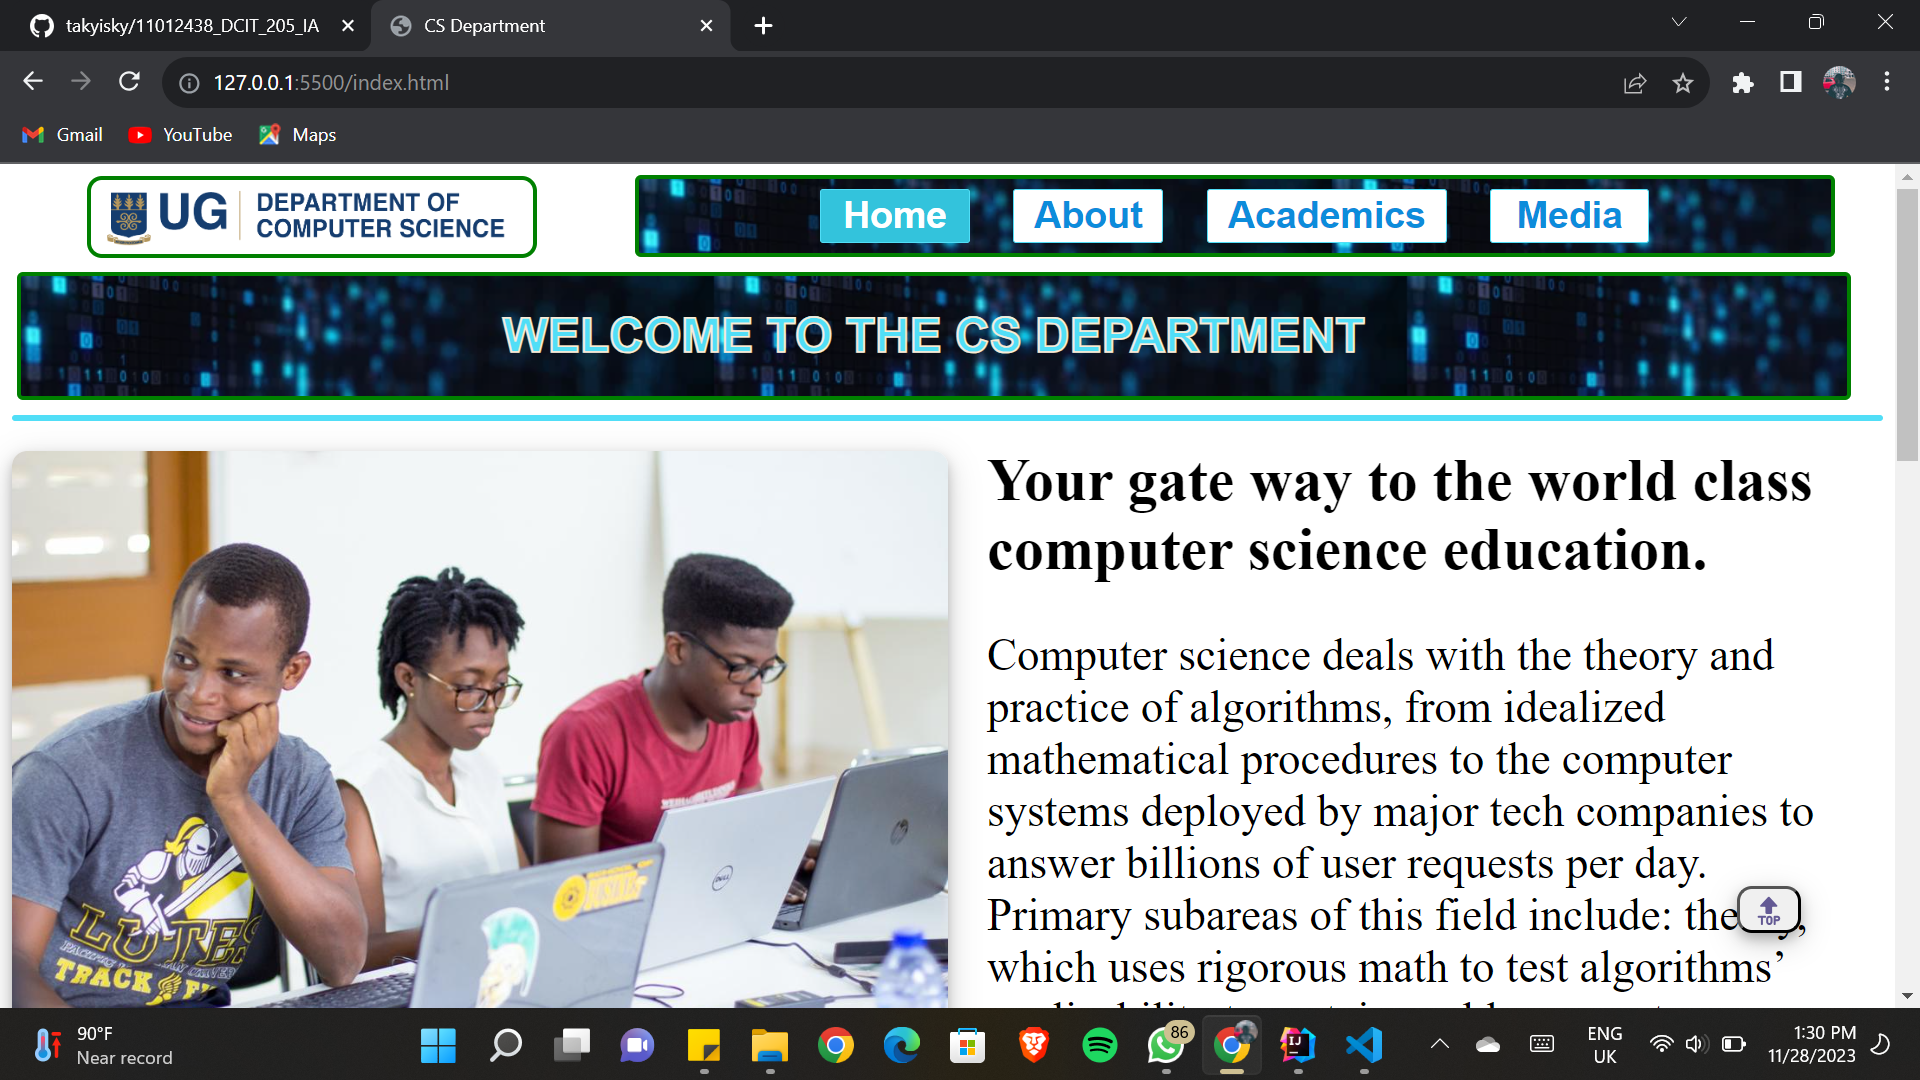 takyisky/11012438_DCIT_205_IA
CS Department
127.0.0.1:5500/index.html
Gmail
YouTube
Maps
UG
DEPARTMENT OF
COMPUTER SCIENCE
Home
About
Academics
Media
WELCOME TO THE CS DEPARTMENT
Your gate way to the world class
computer science education.
Computer science deals with the theory and
practice of algorithms, from idealized
mathematical procedures to the computer
systems deployed by major tech companies to
answer billions of user requests per day.
Primary subareas of this field include:
which uses rigorous math to test algorithms’
TOP
LUTES
TRACK &
DELL
90°F
Near record
86
IJ
ENG
UK
1:30 PM
11/28/2023